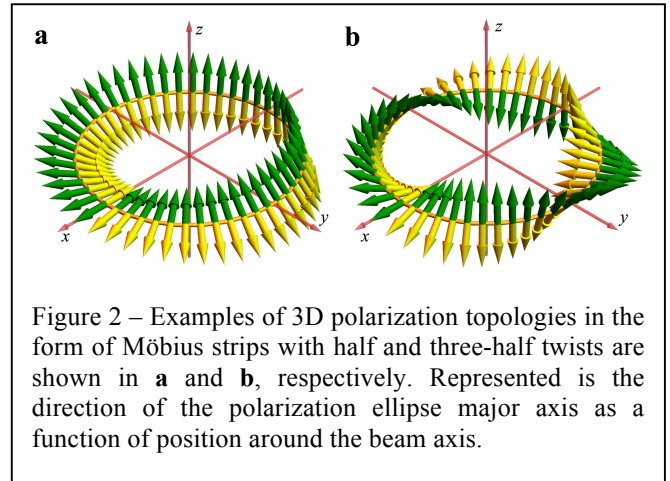 a
b
z
z
x
y
x
y
Figure 2 – Examples of 3D polarization topologies in the
form of Möbius strips with half and three-half twists are
shown in a and b, respectively. Represented is the
direction of the polarization ellipse major axis as a
function of position around the beam axis.